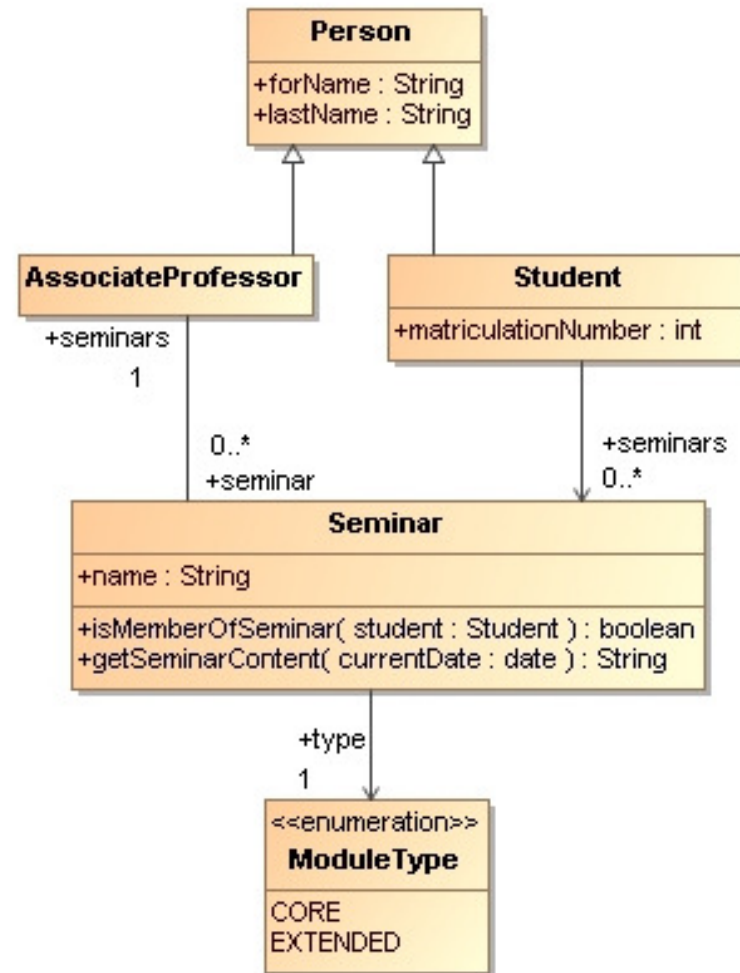 Person
+forName : String
+lastName : String
AssociateProfessor
Student
+matriculationNumber : int
+seminars
1
0..*
+seminar
+seminars
0..*
Seminar
+name : String
+isMemberOfSeminar( student : Student ) : boolean
+getSeminarContent( currentDate : date ) : String
+type
1
<<enumeration>>
ModuleType
CORE
EXTENDED